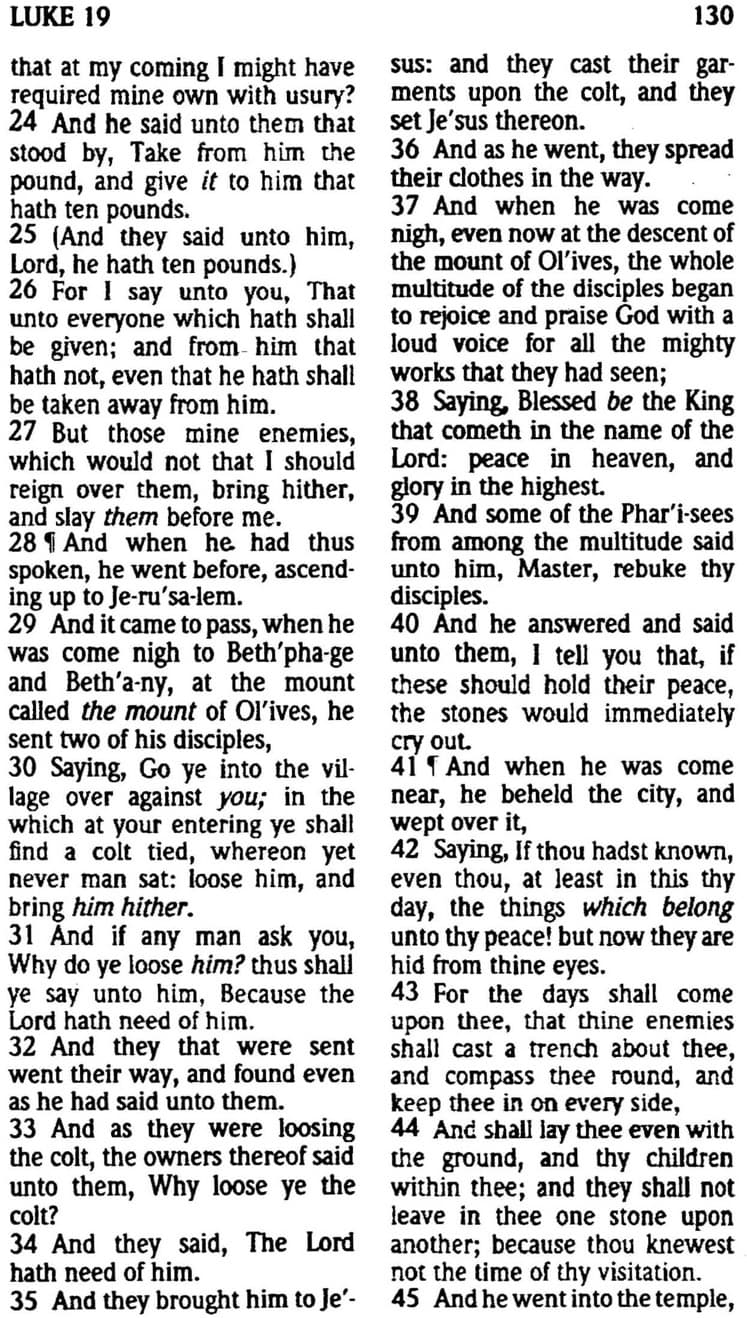 LUKE 19
130
that at my coming I might have
required mine own with usury?
24 And he said unto them that
stood by, Take from him the
pound, and give it to him that
hath ten pounds.
25 (And they said unto him,
Lord, he hath ten pounds.)
26 For I say unto you, That
unto everyone which hath shall
be given; and from him that
hath not, even that he hath shall
be taken away from him.
27 But those mine enemies,
which would not that I should
reign over them, bring hither,
and slay them before me.
28 ¶ And when he had thus
spoken, he went before, ascend-
ing up to Je-ru'sa-lem.
29 And it came to pass, when he
was come nigh to Beth'pha-ge
and Beth'a-ny, at the mount
called the mount of Ol'ives, he
sent two of his disciples,
30 Saying, Go ye into the vil-
lage over against you; in the
which at your entering ye shall
find a colt tied, whereon yet
never man sat: loose him, and
bring him hither.
31 And if any man ask you,
Why do ye loose him? thus shall
ye say unto him, Because the
Lord hath need of him.
32 And they that were sent
went their way, and found even
as he had said unto them.
33 And as they were loosing
the colt, the owners thereof said
unto them, Why loose ye the
colt?
34 And they said, The Lord
hath need of him.
35 And they brought him to Je'-
sus: and they cast their gar-
ments upon the colt, and they
set Je'sus thereon.
36 And as he went, they spread
their clothes in the way.
37 And when he was come
nigh, even now at the descent of
the mount of Ol'ives, the whole
multitude of the disciples began
to rejoice and praise God with a
loud voice for all the mighty
works that they had seen;
38 Saying, Blessed be the King
that cometh in the name of the
Lord: peace in heaven, and
glory in the highest.
39 And some of the Phar'i-sees
from among the multitude said
unto him, Master, rebuke thy
disciples.
40 And he answered and said
unto them, I tell you that, if
these should hold their peace,
the stones would immediately
cry out.
41 ¶ And when he was come
near, he beheld the city, and
wept over it,
42 Saying, If thou hadst known,
even thou, at least in this thy
day, the things which belong
unto thy peace! but now they are
hid from thine eyes.
43 For the days shall come
upon thee, that thine enemies
shall cast a trench about thee,
and compass thee round, and
keep thee in on every side,
44 And shall lay thee even with
the ground, and thy children
within thee; and they shall not
leave in thee one stone upon
another; because thou knewest
not the time of thy visitation.
45 And he went into the temple,